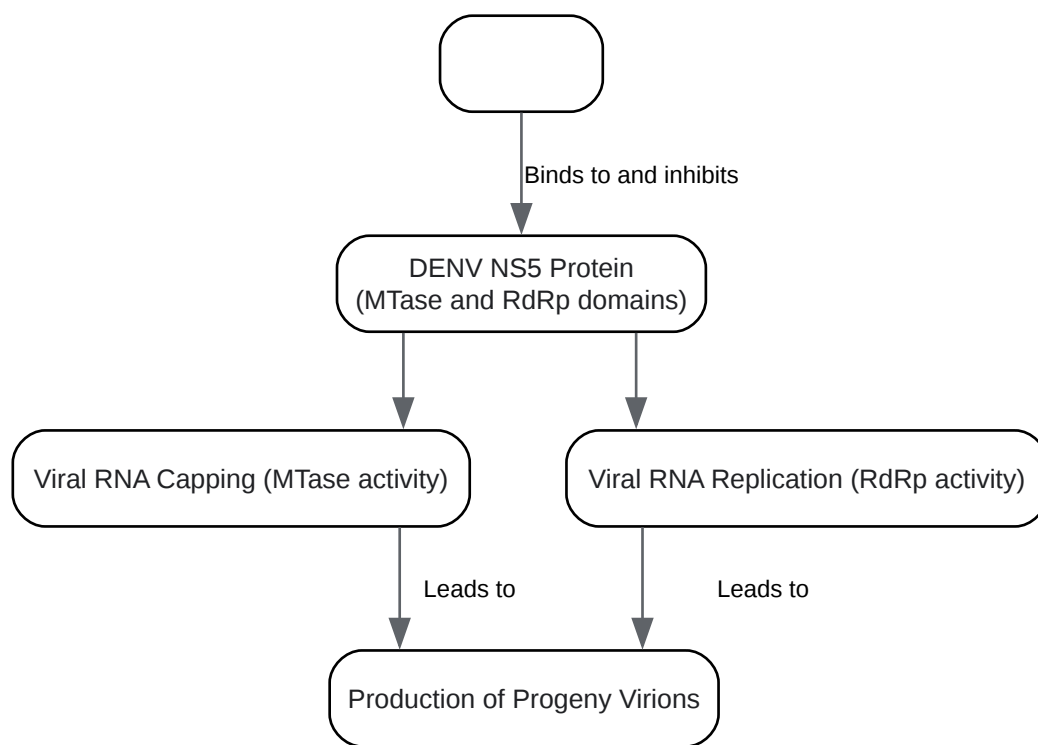 Binds to and inhibits
DENV NS5 Protein
(MTase and RdRp domains)
Viral RNA Capping (MTase activity)
Viral RNA Replication (RdRp activity)
Leads to
Leads to
Production of Progeny Virions